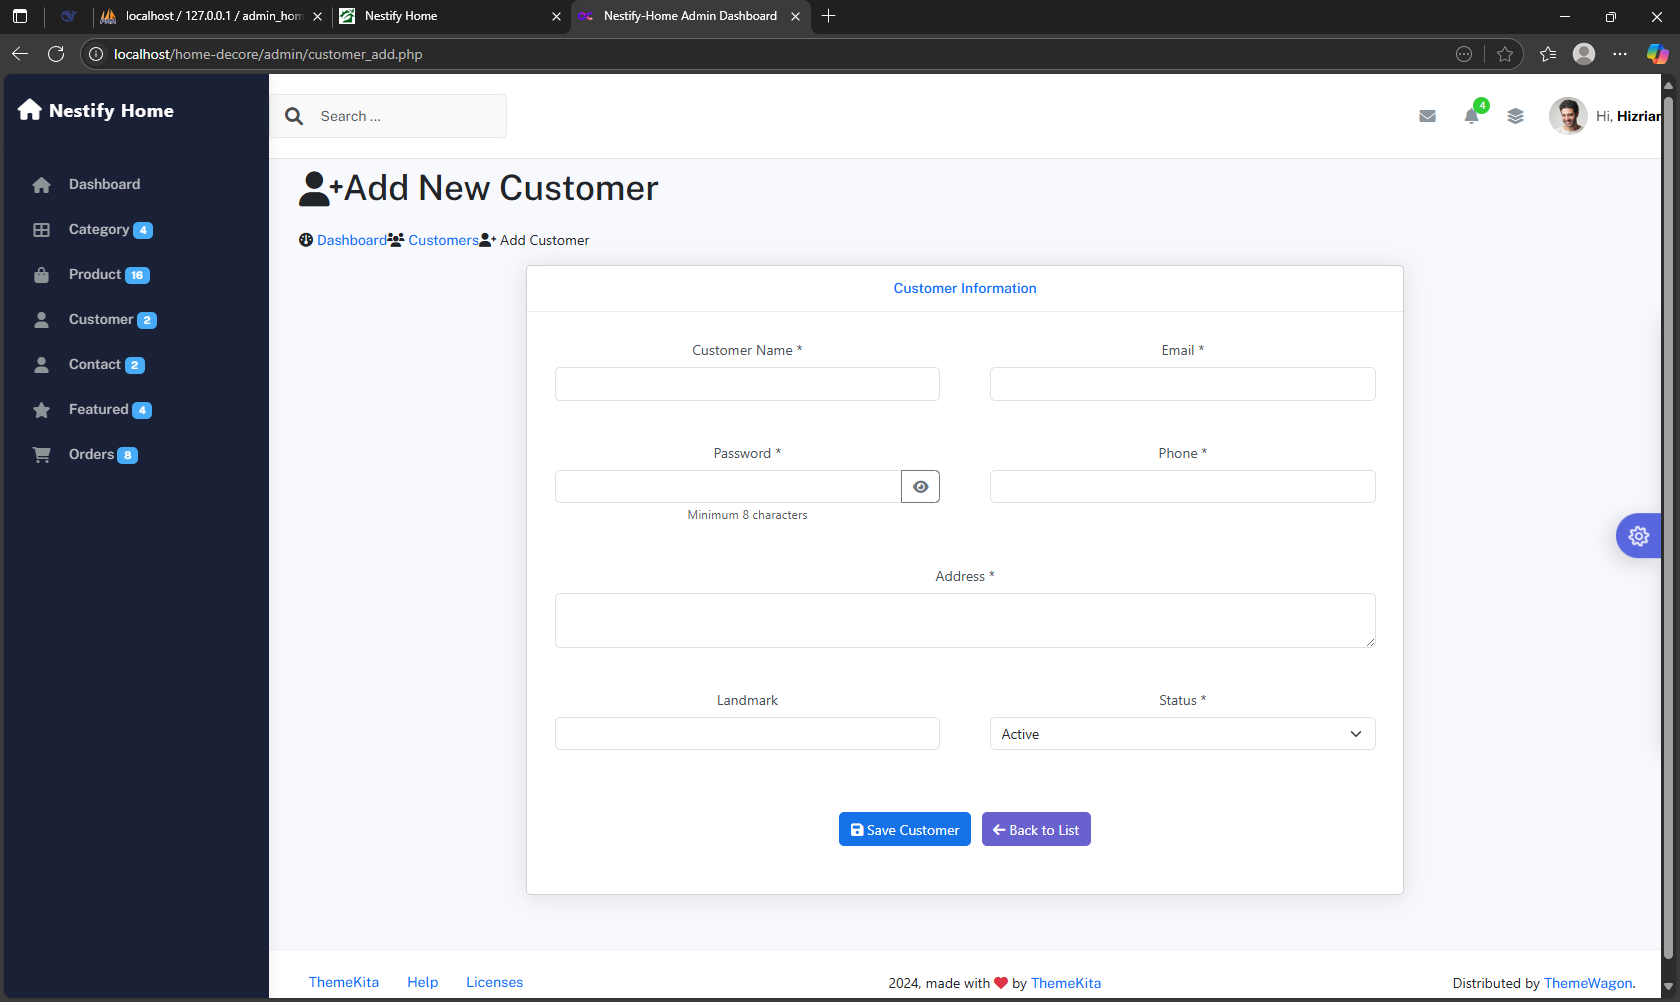 localhost / 127.0.0.1 / admin_hom
Nestify Home
Nestify-Home Admin Dashboard
localhost/home-decore/admin/customer_add.php
Nestify Home
Search ...
4
Hi, Hizrian
Dashboard
Category 4
Product 16
Customer 2
Contact 2
Featured 4
Orders 8
Add New Customer
Dashboard Customers Add Customer
Customer Information
Customer Name *
Email *
Password *
Phone *
Minimum 8 characters
Address *
Landmark
Status *
Active
Save Customer
Back to List
ThemeKita Help Licenses
2024, made with by ThemeKita
Distributed by ThemeWagon.